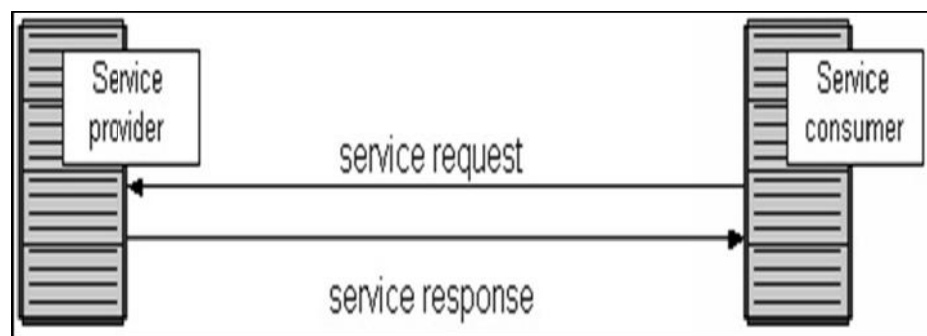 Service
provider
Service
consumer
service request
service response